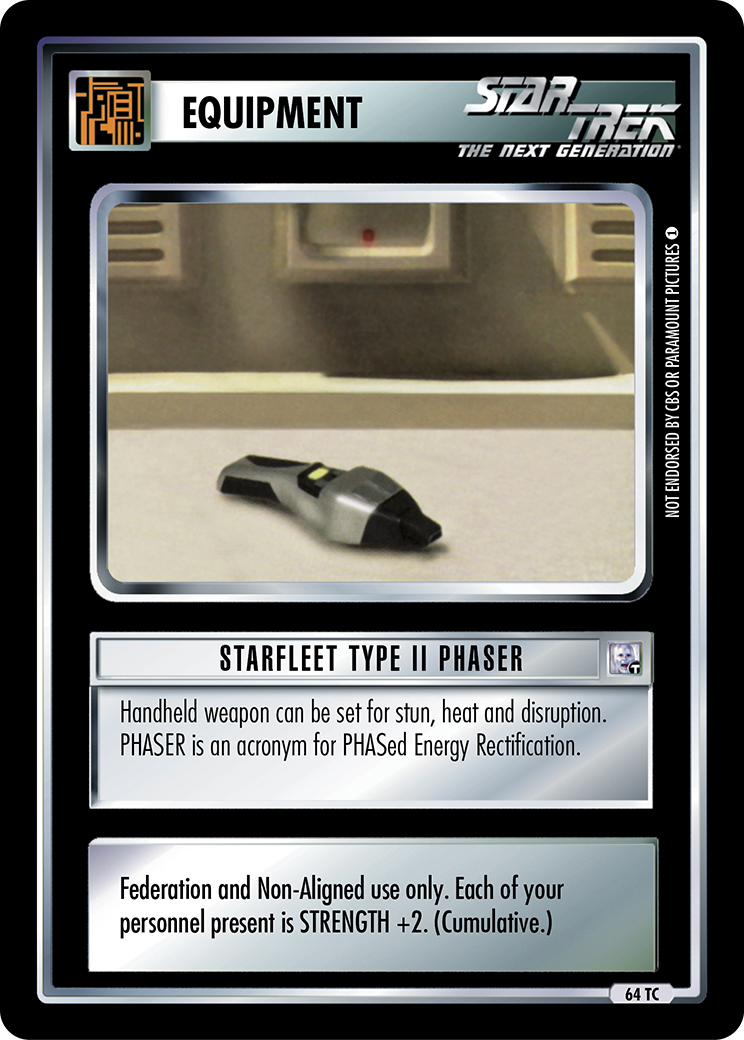 EQUIPMENT
STAR TREK
THE NEXT GENERATION
NOT ENDORSED BY CBS OR PARAMOUNT PICTURES 1
STARFLEET TYPE II PHASER
T
Handheld weapon can be set for stun, heat and disruption.
PHASER is an acronym for PHASed Energy Rectification.
Federation and Non-Aligned use only. Each of your
personnel present is STRENGTH +2. (Cumulative.)
64 TC